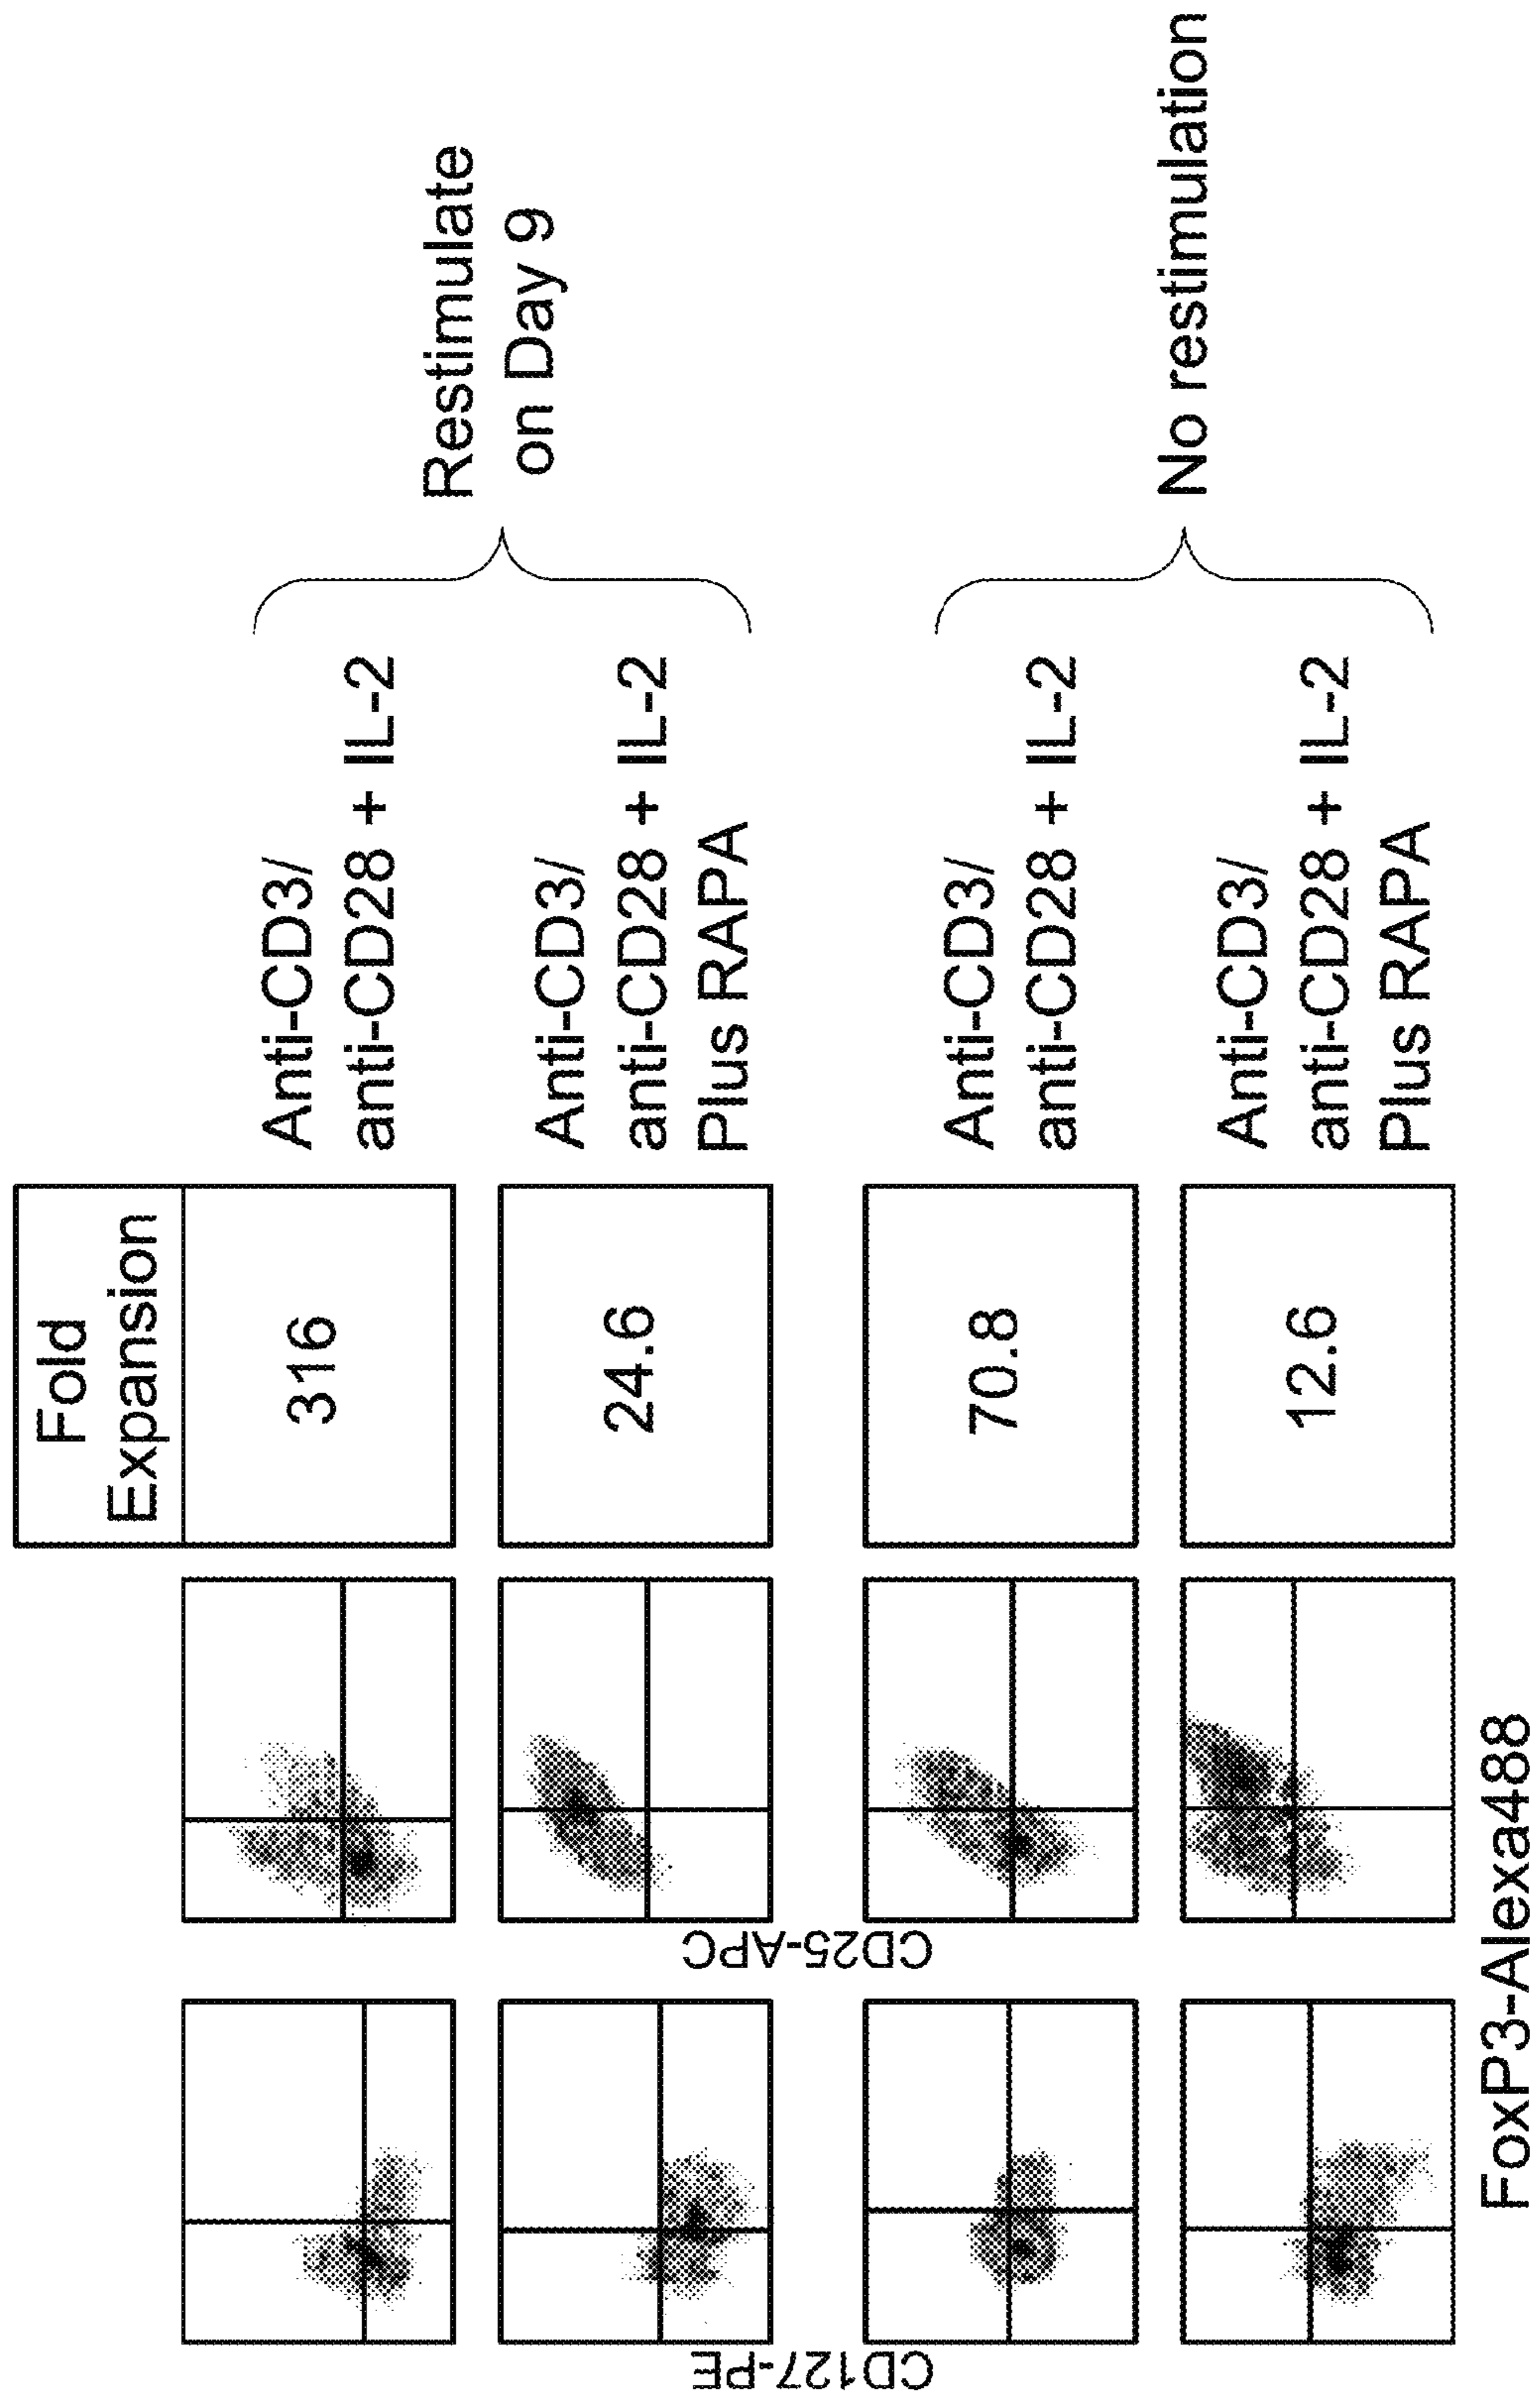 Fold
Expansion
316
Anti-CD3/
anti-CD28 + IL-2
24.6
Anti-CD3/
anti-CD28 + IL-2
Plus RAPA
Restimulate
on Day 9
70.8
Anti-CD3/
anti-CD28 + IL-2
12.6
Anti-CD3/
anti-CD28 + IL-2
Plus RAPA
No restimulation
CD127-PE
CD25-APC
FoxP3-Alexa488